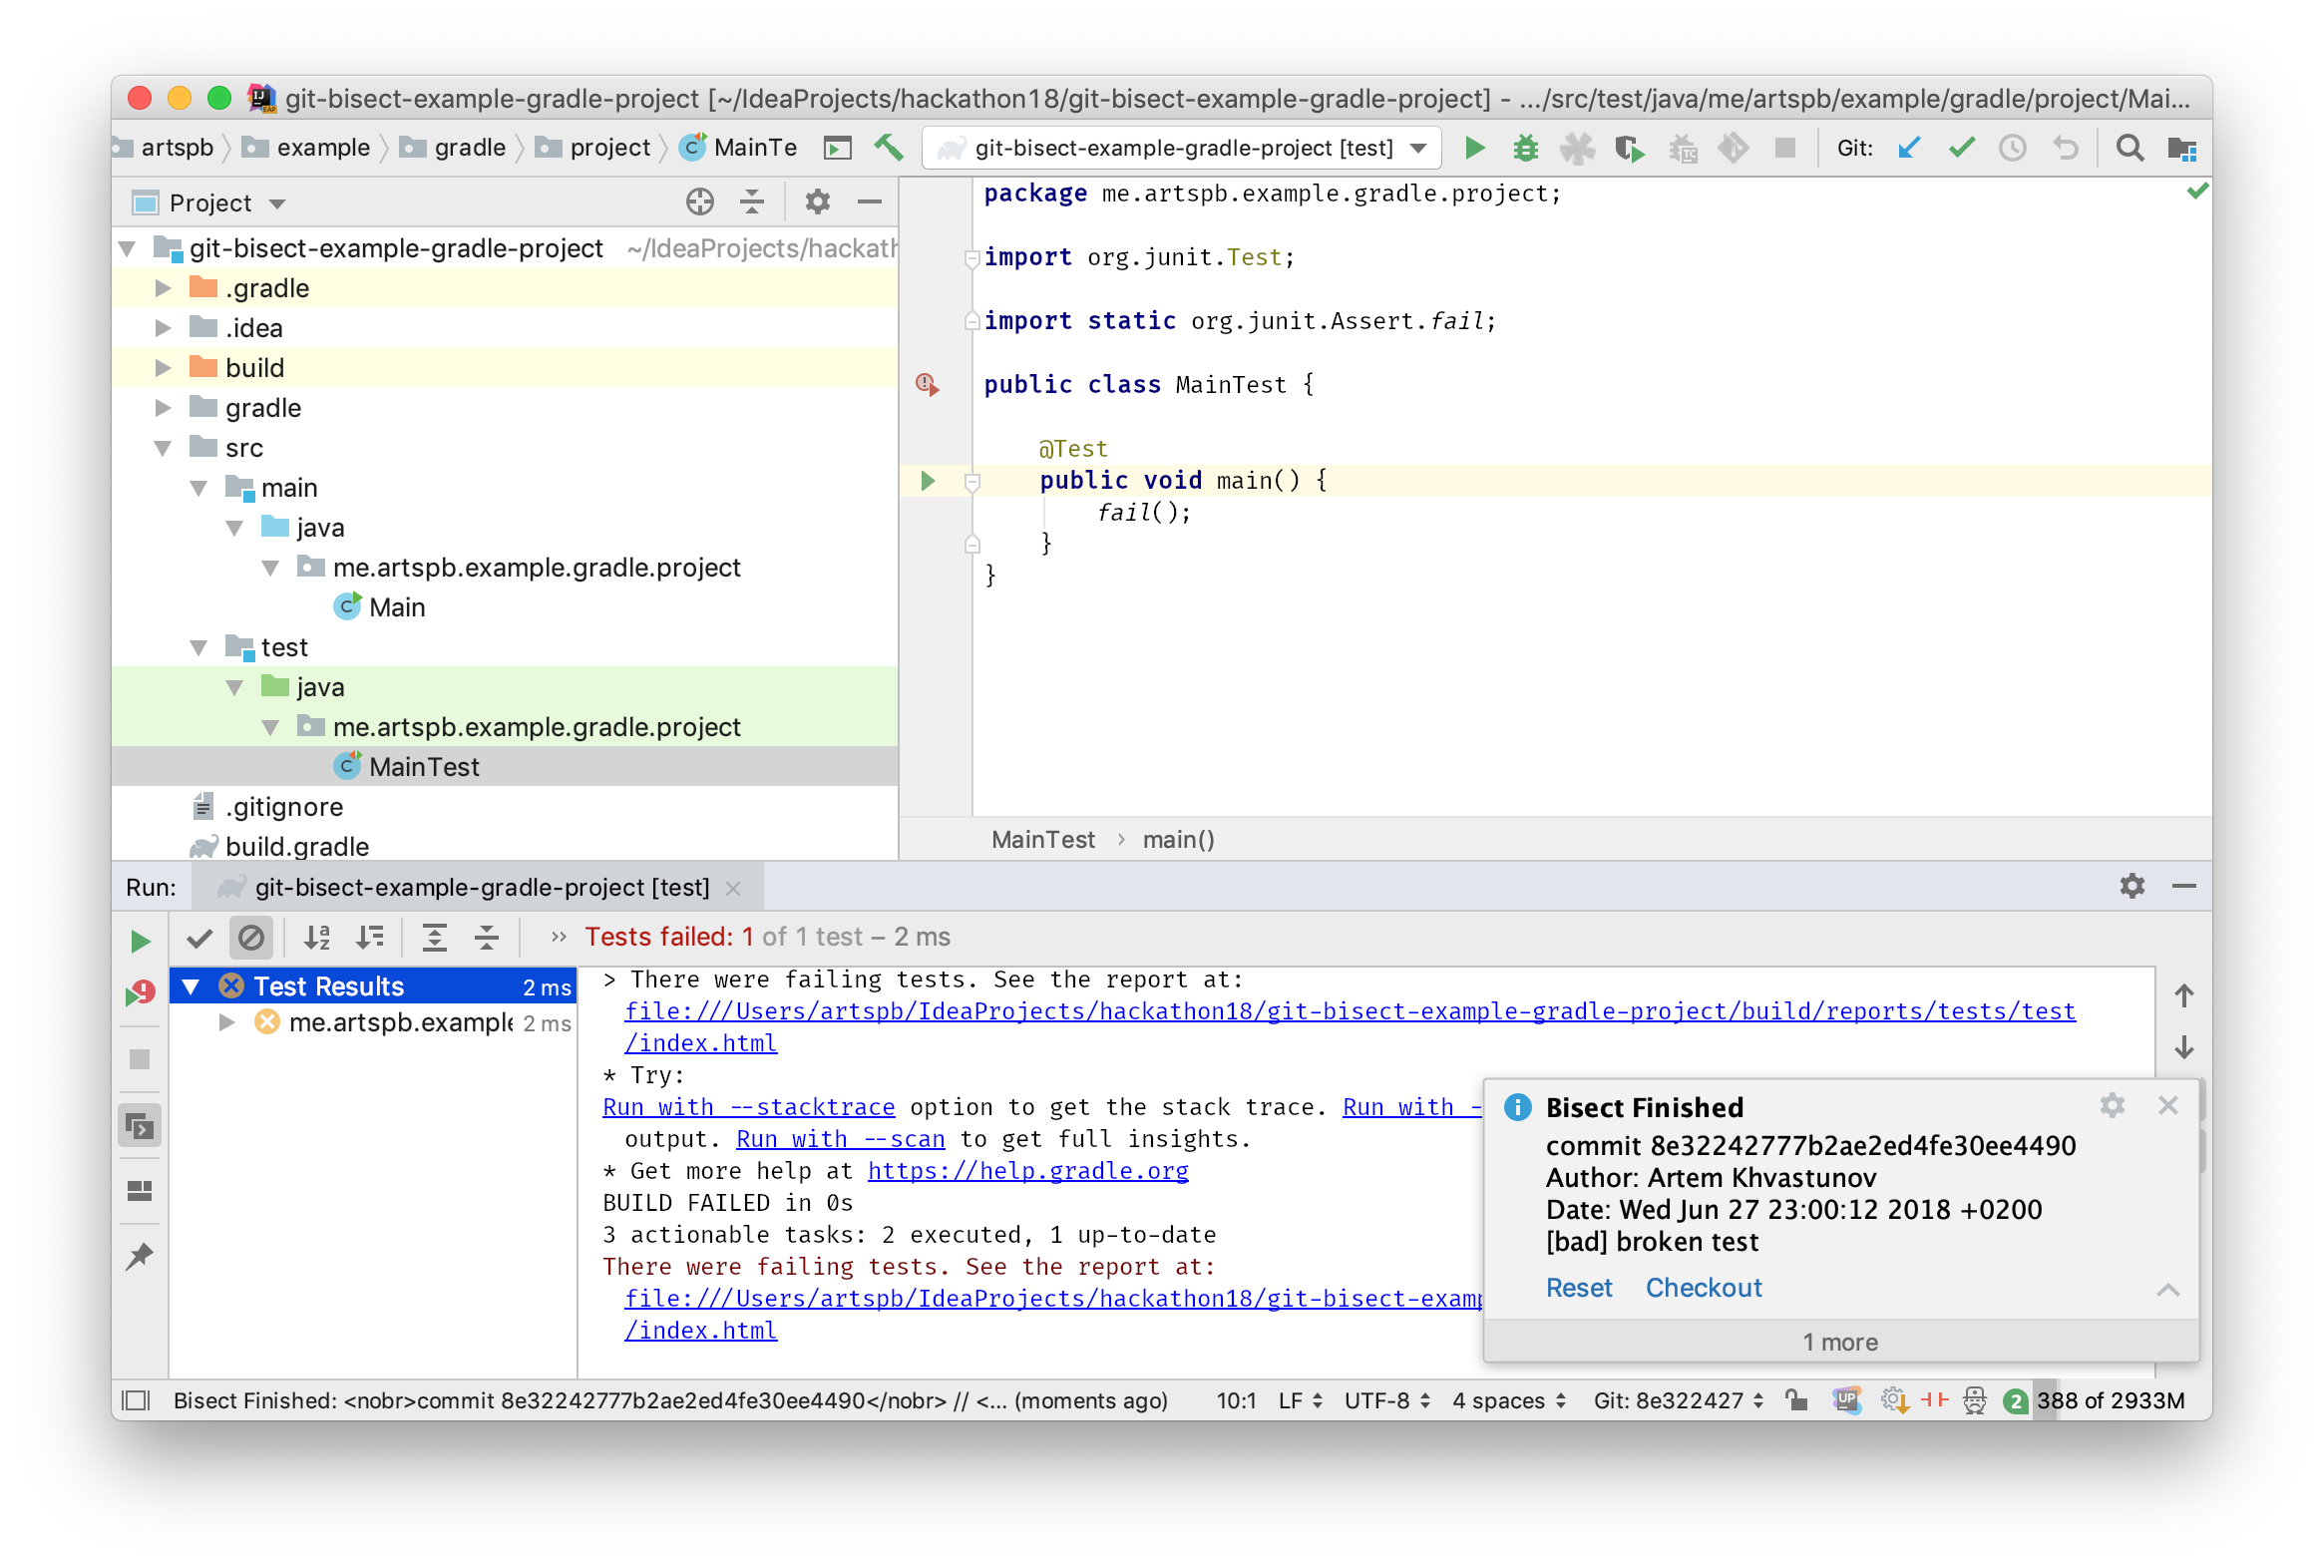 git-bisect-example-gradle-project [~/IdeaProjects/hackathon18/git-bisect-example-gradle-project] - .../src/test/java/me/artspb/example/gradle/project/Mai...
artspb example gradle project MainTe git-bisect-example-gradle-project [test] Git:
Project
git-bisect-example-gradle-project ~/IdeaProjects/hackath
.gradle
.idea
build
gradle
src
main
java
me.artspb.example.gradle.project
Main
test
java
me.artspb.example.gradle.project
MainTest
.gitignore
build.gradle
package me.artspb.example.gradle.project;
import org.junit.Test;
import static org.junit.Assert.fail;
public class MainTest {
@Test
public void main() {
fail();
}
}
MainTest › main()
Run: git-bisect-example-gradle-project [test]
Tests failed: 1 of 1 test – 2 ms
Test Results 2 ms
me.artspb.example 2 ms
> There were failing tests. See the report at:
file:///Users/artspb/IdeaProjects/hackathon18/git-bisect-example-gradle-project/build/reports/tests/test
/index.html
* Try:
Run with --stacktrace option to get the stack trace. Run with -
output. Run with --scan to get full insights.
* Get more help at https://help.gradle.org
BUILD FAILED in 0s
3 actionable tasks: 2 executed, 1 up-to-date
There were failing tests. See the report at:
file:///Users/artspb/IdeaProjects/hackathon18/git-bisect-examp
/index.html
Bisect Finished
commit 8e32242777b2ae2ed4fe30ee4490
Author: Artem Khvastunov
Date: Wed Jun 27 23:00:12 2018 +0200
[bad] broken test
Reset Checkout
1 more
Bisect Finished: <nobr>commit 8e32242777b2ae2ed4fe30ee4490</nobr> // <... (moments ago) 10:1 LF UTF-8 4 spaces Git: 8e322427 UP 2 388 of 2933M